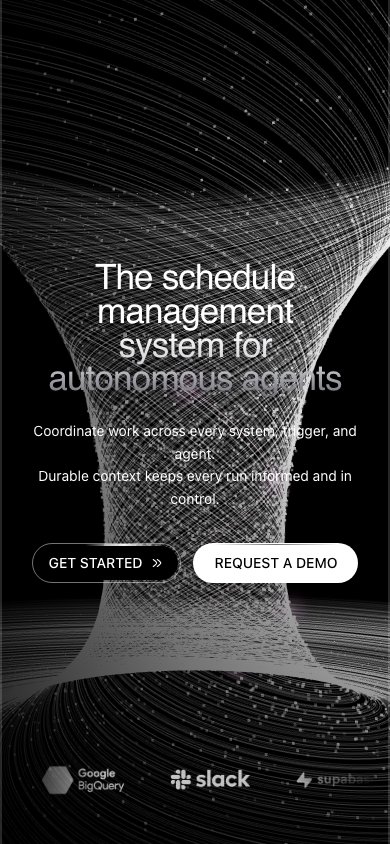 The schedule
management
system for
autonomous agents
Coordinate work across every system, trigger, and
agent.
Durable context keeps every run informed and in
control.
GET STARTED »
REQUEST A DEMO
Google
BigQuery
slack
supabas